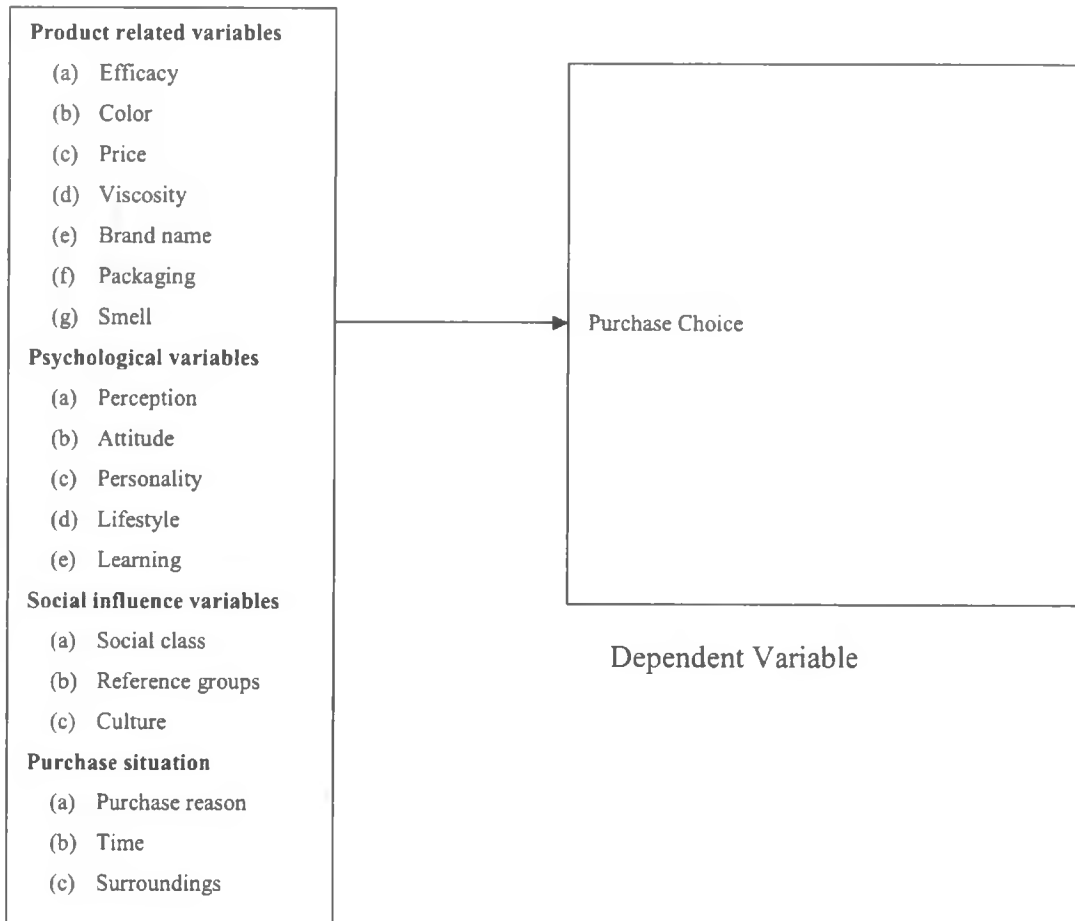 Product related variables
(a) Efficacy
(b) Color
(c) Price
(d) Viscosity
(e) Brand name
(f) Packaging
(g) Smell
Psychological variables
(a) Perception
(b) Attitude
(c) Personality
(d) Lifestyle
(e) Learning
Social influence variables
(a) Social class
(b) Reference groups
(c) Culture
Purchase situation
(a) Purchase reason
(b) Time
(c) Surroundings
Purchase Choice
Dependent Variable